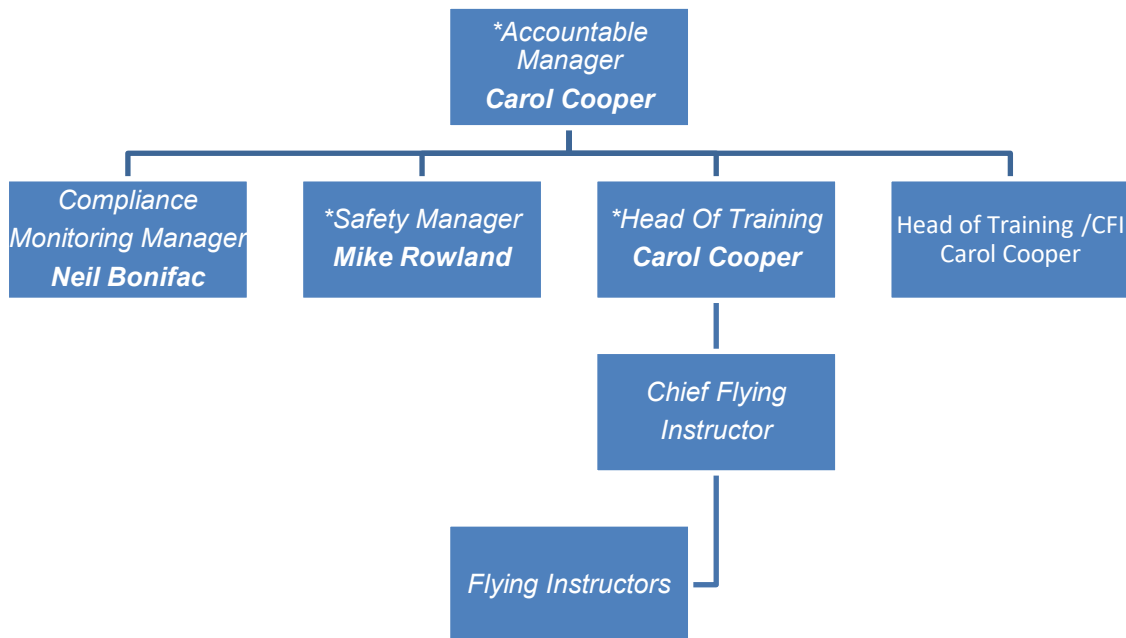 *Accountable
Manager
Carol Cooper
Compliance
Monitoring Manager
Neil Bonifac
*Safety Manager
Mike Rowland
*Head Of Training
Carol Cooper
Head of Training /CFI
Carol Cooper
Chief Flying
Instructor
Flying Instructors